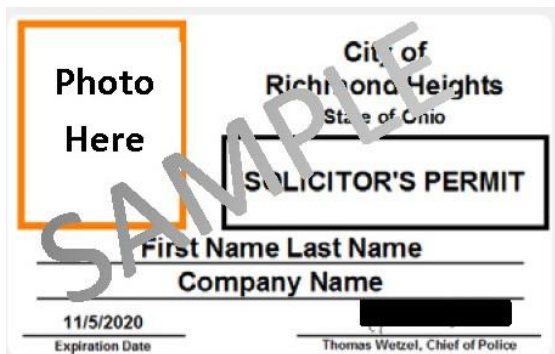 Photo
Here
City of
Richmond Heights
State of Ohio
SOLICITOR'S PERMIT
SAMPLE
First Name Last Name
Company Name
11/5/2020
Expiration Date
Thomas Wetzel, Chief of Police